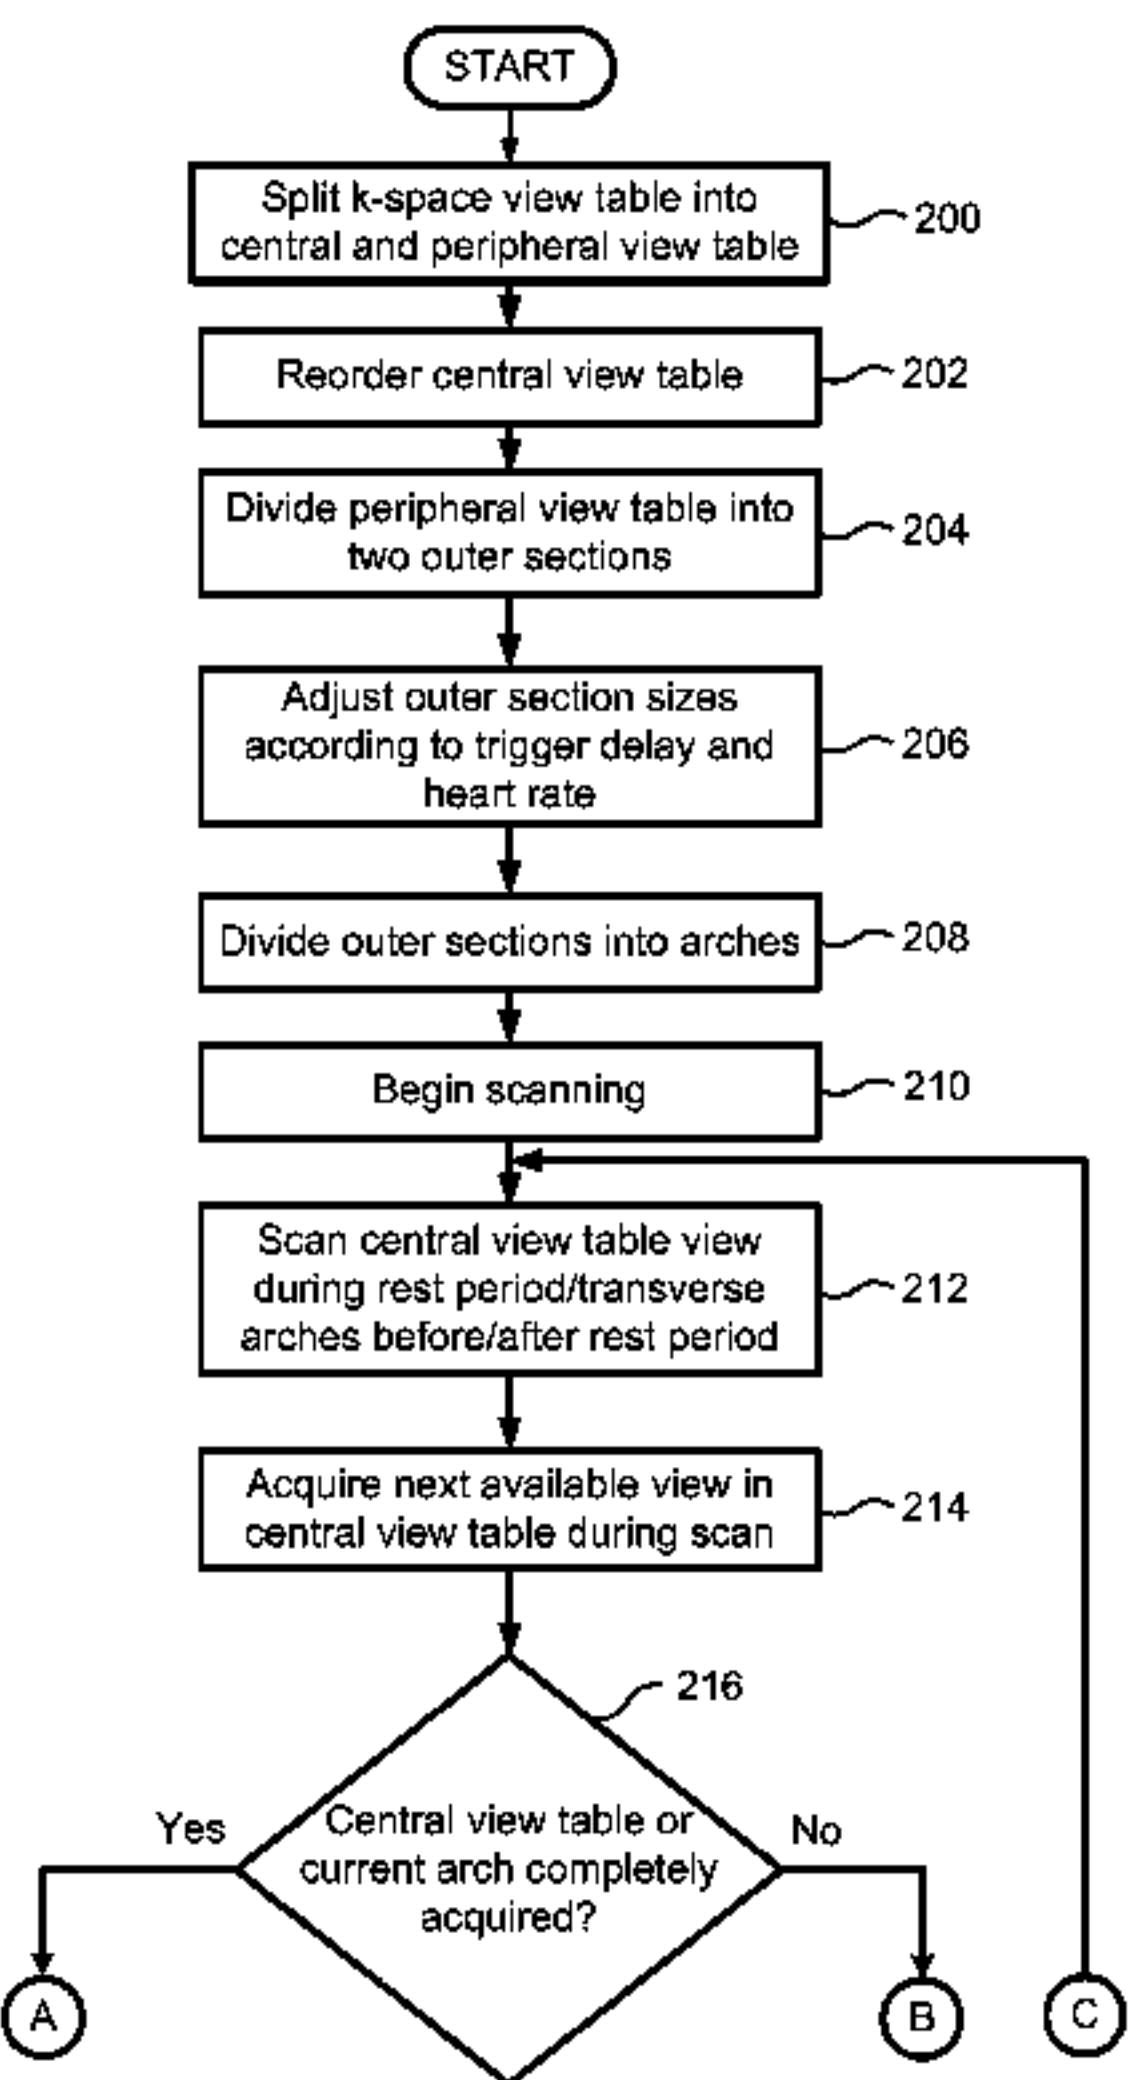 START
Split k-space view table into
central and peripheral view table
200
Reorder central view table
202
Divide peripheral view table into
two outer sections
204
Adjust outer section sizes
according to trigger delay and
heart rate
206
Divide outer sections into arches
208
Begin scanning
210
Scan central view table view
during rest period/transverse
arches before/after rest period
212
Acquire next available view in
central view table during scan
214
216
Central view table or
current arch completely
acquired?
Yes
No
A
B
C